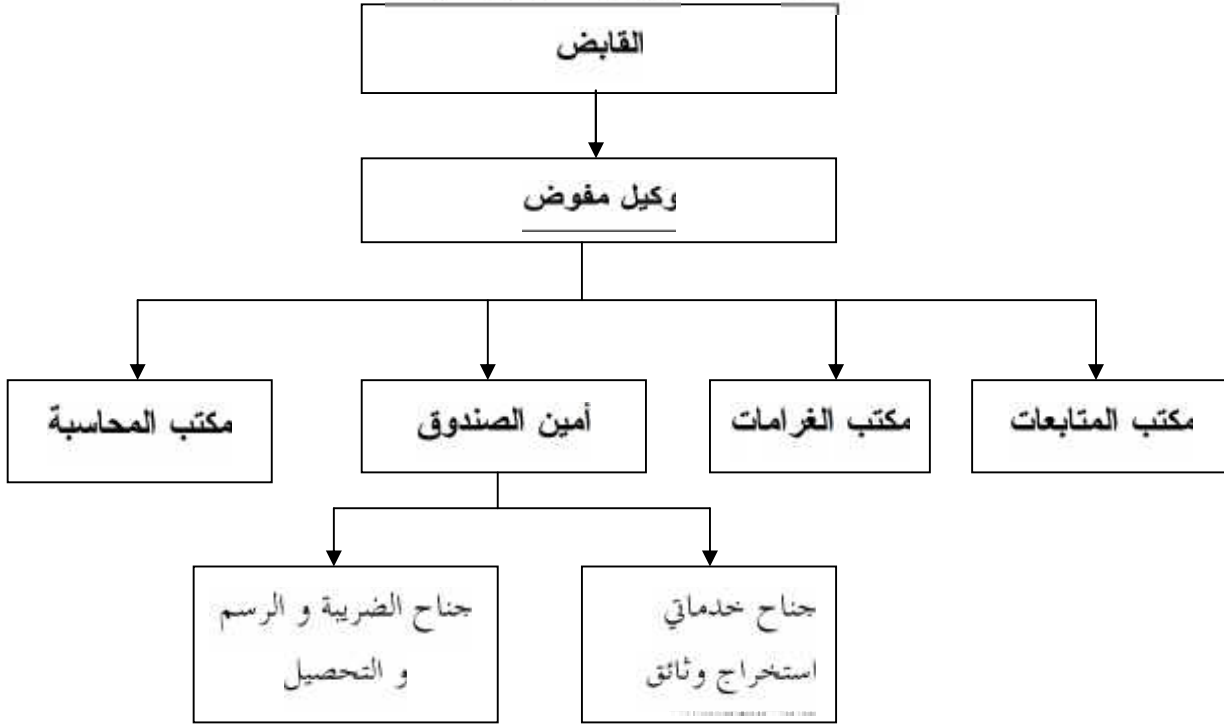 القابض
وكيل مفوض
مكتب المتابعات
مكتب الغرامات
أمين الصندوق
مكتب المحاسبة
جناح خدماتي
استخراج وثائق
جناح الضريبة و الرسم
و التحصيل